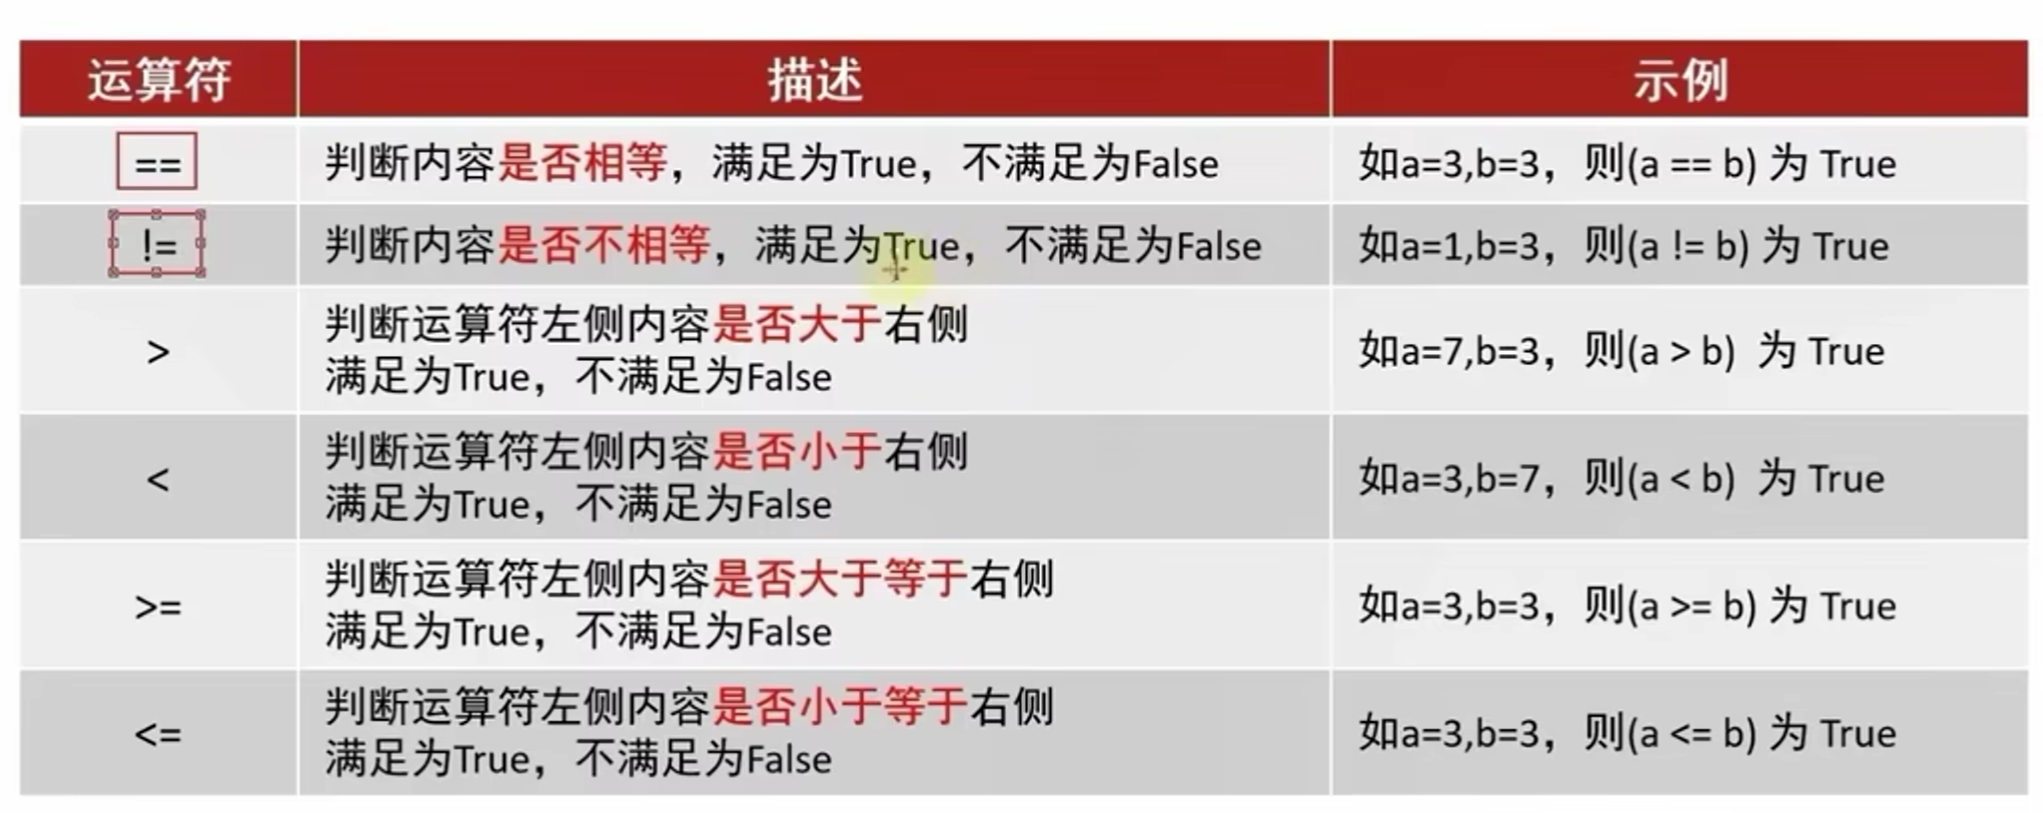 运算符 描述 示例
== 判断内容是否相等，满足为True，不满足为False 如a=3,b=3，则(a == b) 为 True
!= 判断内容是否不相等，满足为True，不满足为False 如a=1,b=3，则(a != b) 为 True
> 判断运算符左侧内容是否大于右侧
满足为True，不满足为False 如a=7,b=3，则(a > b) 为 True
< 判断运算符左侧内容是否小于右侧
满足为True，不满足为False 如a=3,b=7，则(a < b) 为 True
>= 判断运算符左侧内容是否大于等于右侧
满足为True，不满足为False 如a=3,b=3，则(a >= b) 为 True
<= 判断运算符左侧内容是否小于等于右侧
满足为True，不满足为False 如a=3,b=3，则(a <= b) 为 True